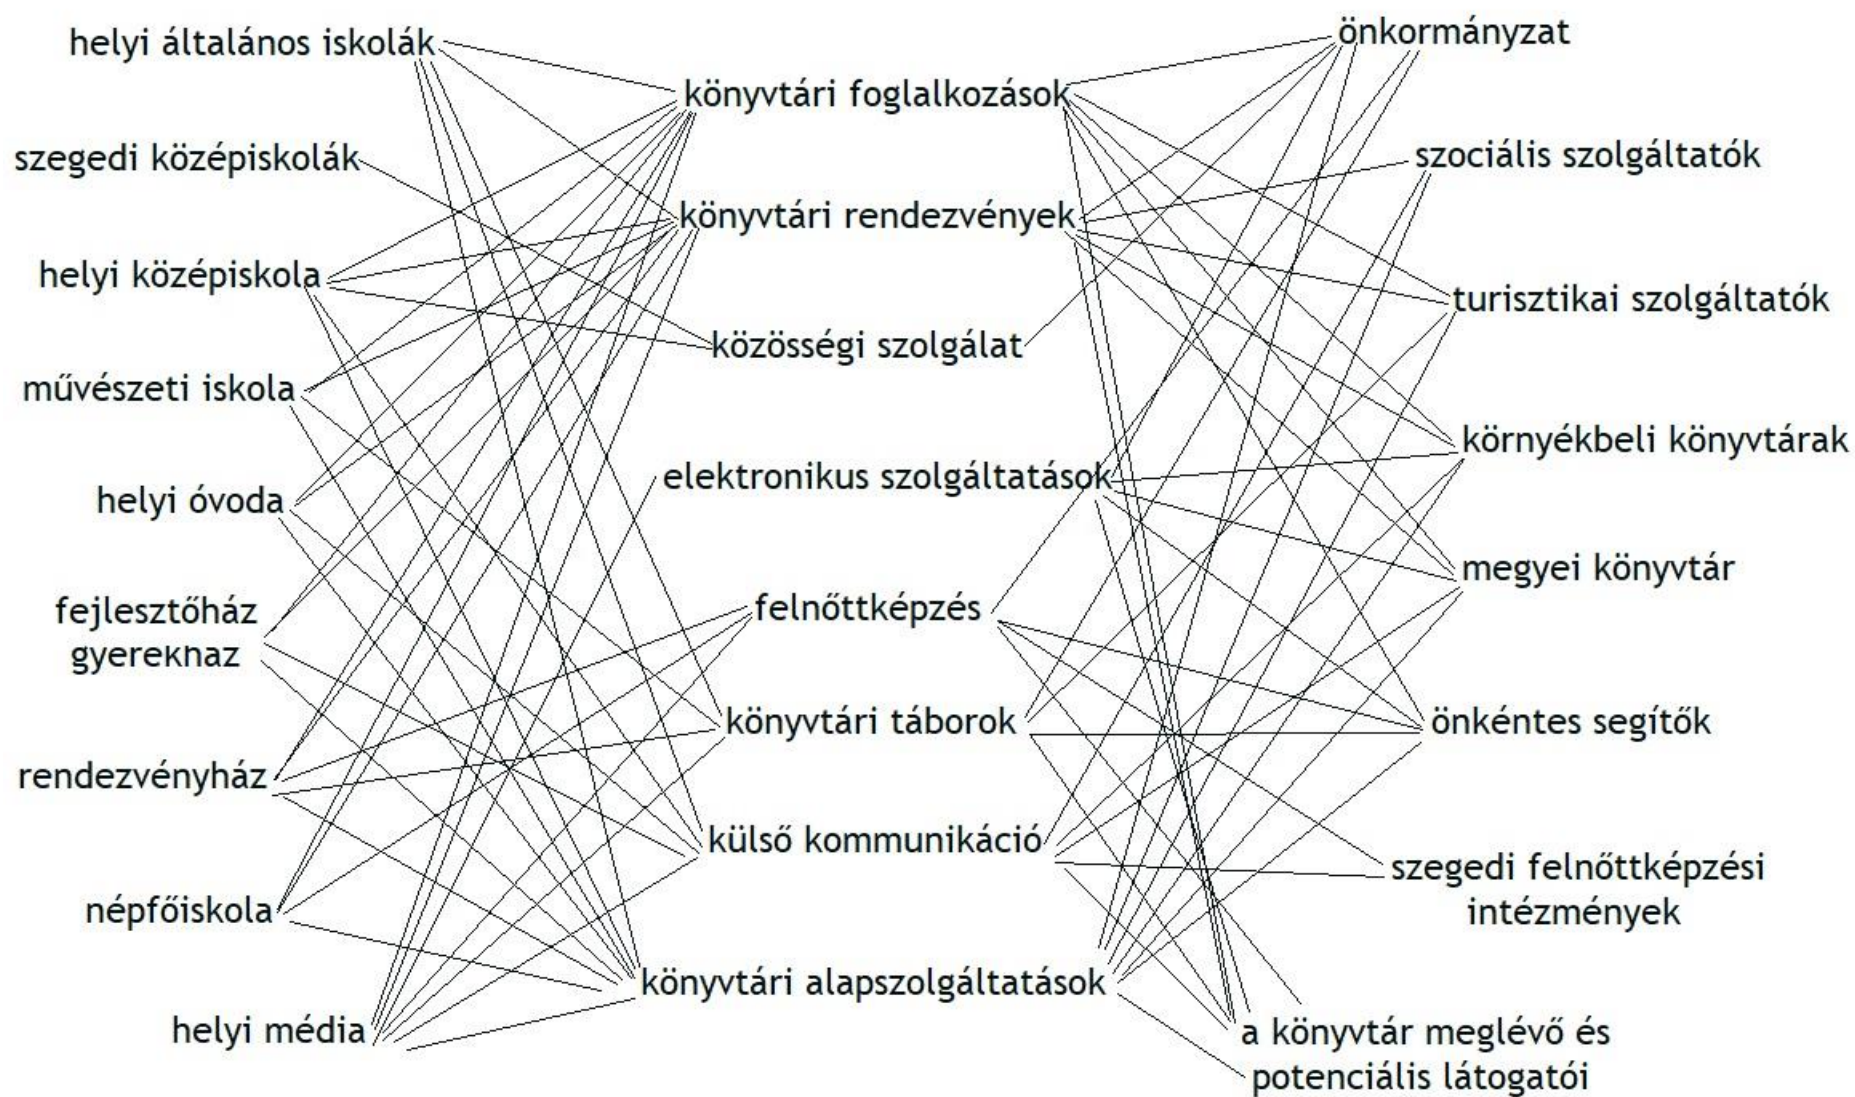 helyi általános iskolák
szegedi középiskolák
helyi középiskola
művészeti iskola
helyi óvoda
fejlesztőház
gyerekház
rendezvényház
népfőiskola
helyi média
könyvtári foglalkozások
könyvtári rendezvények
közösségi szolgálat
elektronikus szolgáltatások
felnőttképzés
könyvtári táborok
külső kommunikáció
könyvtári alapszolgáltatások
önkormányzat
szociális szolgáltatók
turisztikai szolgáltatók
környékbeli könyvtárak
megyei könyvtár
önkéntes segítők
szegedi felnőttképzési
intézmények
a könyvtár meglévő és
potenciális látogatói